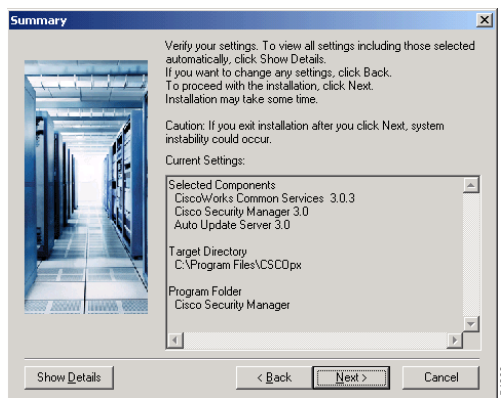 Summary
Verify your settings. To view all settings including those selected
automatically, click Show Details.
If you want to change any settings, click Back.
To proceed with the installation, click Next.
Installation may take some time.
Caution: If you exit installation after you click Next, system
instability could occur.
Current Settings:
Selected Components
CiscoWorks Common Services 3.0.3
Cisco Security Manager 3.0
Auto Update Server 3.0
Target Directory
C:\Program Files\CSCOpx
Program Folder
Cisco Security Manager
Show Details
< Back
Next >
Cancel